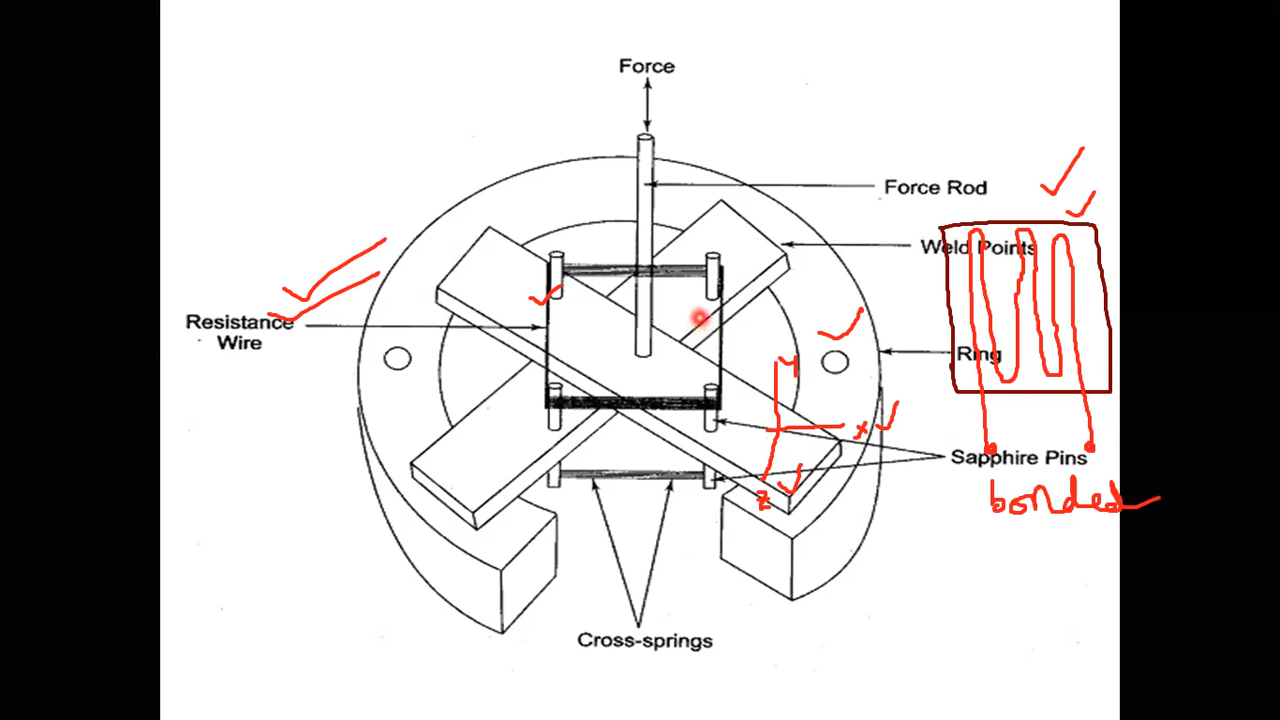 Force
Force Rod
Weld Points
Resistance
Wire
Ring
y
x
z
Sapphire Pins
bonded
Cross-springs